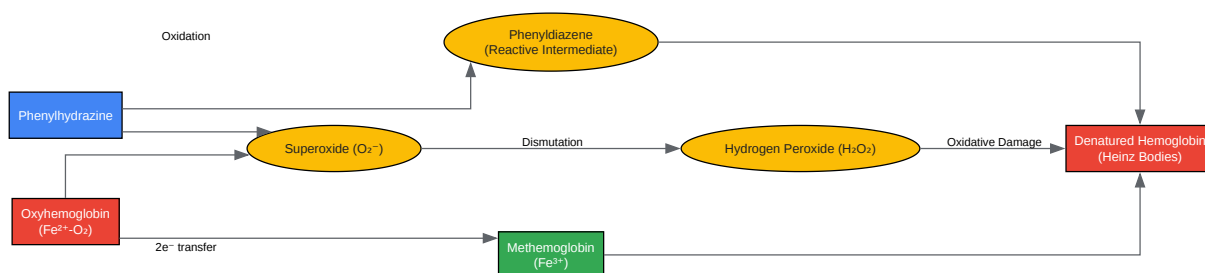 Oxidation
Phenyldiazene
(Reactive Intermediate)
Phenylhydrazine
Superoxide (O₂⁻)
Dismutation
Hydrogen Peroxide (H₂O₂)
Oxidative Damage
Denatured Hemoglobin
(Heinz Bodies)
Oxyhemoglobin
(Fe²⁺-O₂)
2e⁻ transfer
Methemoglobin
(Fe³⁺)